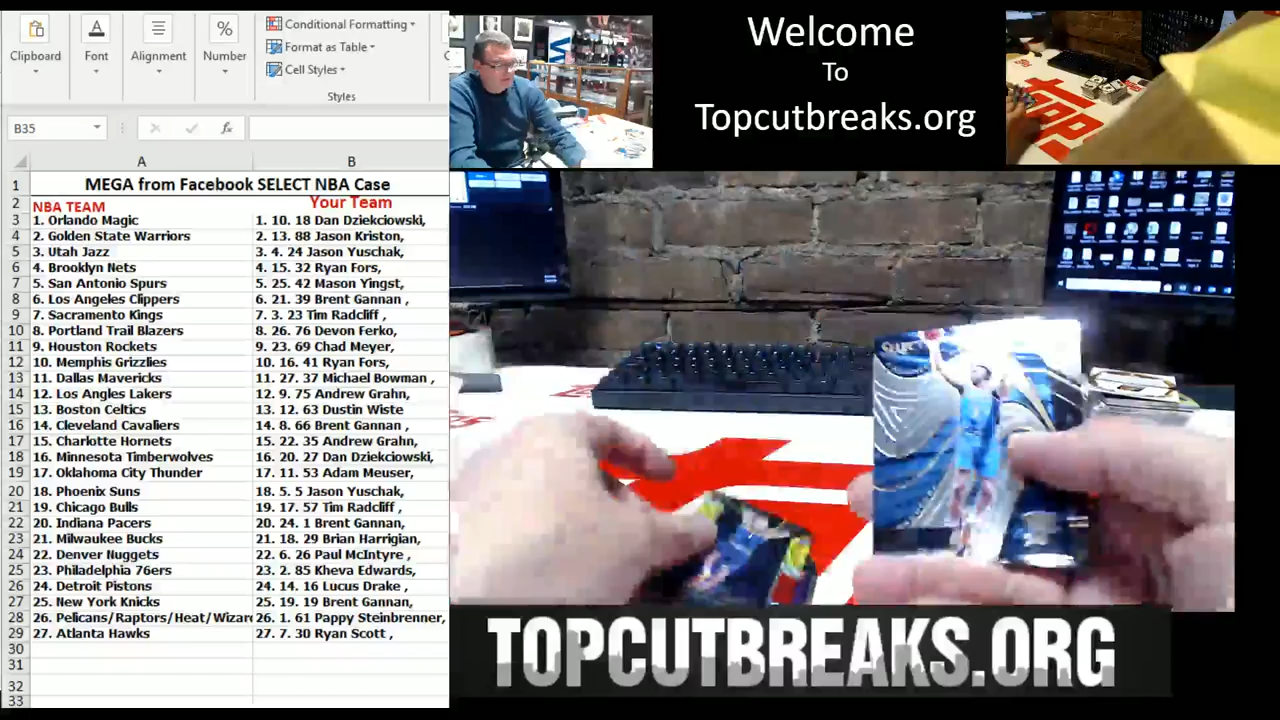 Conditional Formatting
Format as Table
Cell Styles
Clipboard
Font
Alignment
Number
Styles
B35
fx
A
B
1 MEGA from Facebook SELECT NBA Case
2 NBA TEAM Your Team
3 1. Orlando Magic 1. 10. 18 Dan Dziekciowski,
4 2. Golden State Warriors 2. 13. 88 Jason Kriston,
5 3. Utah Jazz 3. 4. 24 Jason Yuschak,
6 4. Brooklyn Nets 4. 15. 32 Ryan Fors,
7 5. San Antonio Spurs 5. 25. 42 Mason Yingst,
8 6. Los Angeles Clippers 6. 21. 39 Brent Gannan ,
9 7. Sacramento Kings 7. 3. 23 Tim Radcliff ,
10 8. Portland Trail Blazers 8. 26. 76 Devon Ferko,
11 9. Houston Rockets 9. 23. 69 Chad Meyer,
12 10. Memphis Grizzlies 10. 16. 41 Ryan Fors,
13 11. Dallas Mavericks 11. 27. 37 Michael Bowman ,
14 12. Los Angles Lakers 12. 9. 75 Andrew Grahn,
15 13. Boston Celtics 13. 12. 63 Dustin Wiste
16 14. Cleveland Cavaliers 14. 8. 66 Brent Gannan ,
17 15. Charlotte Hornets 15. 22. 35 Andrew Grahn,
18 16. Minnesota Timberwolves 16. 20. 27 Dan Dziekciowski,
19 17. Oklahoma City Thunder 17. 11. 53 Adam Meuser,
20 18. Phoenix Suns 18. 5. 5 Jason Yuschak,
21 19. Chicago Bulls 19. 17. 57 Tim Radcliff ,
22 20. Indiana Pacers 20. 24. 1 Brent Gannan,
23 21. Milwaukee Bucks 21. 18. 29 Brian Harrigian,
24 22. Denver Nuggets 22. 6. 26 Paul McIntyre ,
25 23. Philadelphia 76ers 23. 2. 85 Kheva Edwards,
26 24. Detroit Pistons 24. 14. 16 Lucus Drake ,
27 25. New York Knicks 25. 19. 19 Brent Gannan,
28 26. Pelicans/Raptors/Heat/Wizard 26. 1. 61 Pappy Steinbrenner,
29 27. Atlanta Hawks 27. 7. 30 Ryan Scott ,
30
31
32
33
Welcome
To
Topcutbreaks.org
TOPCUTBREAKS.ORG